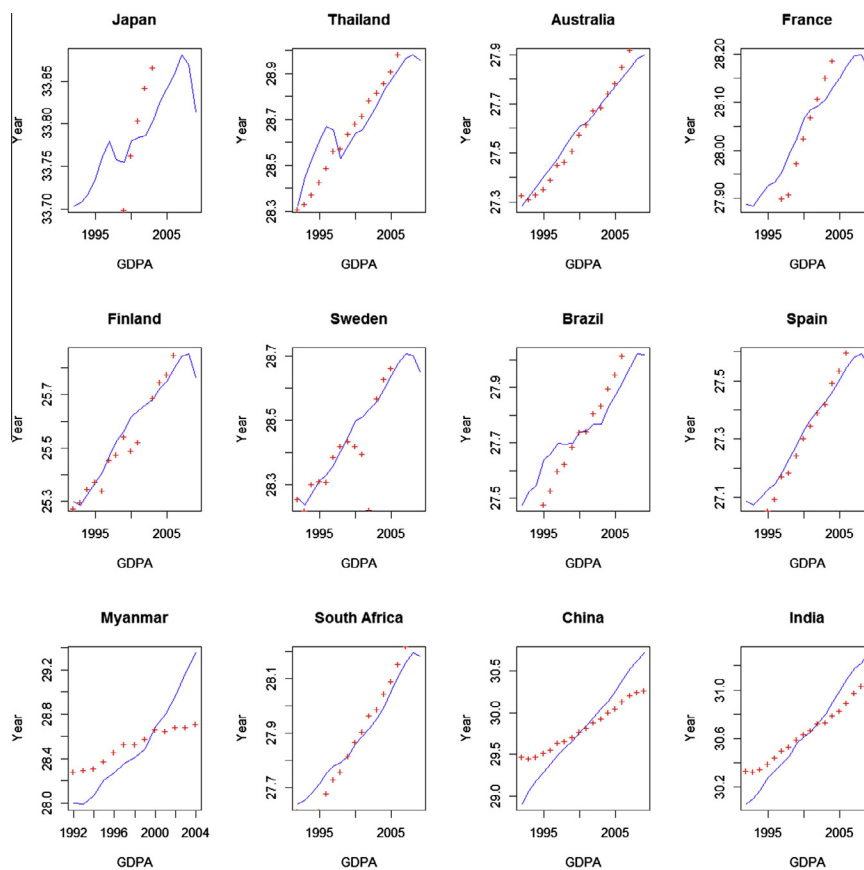 Japan
Thailand
Australia
France
Year
33.70 33.75 33.80 33.85
1995 2005
GDPA
Year
28.3 28.5 28.7 28.9
1995 2005
GDPA
Year
27.3 27.5 27.7 27.9
1995 2005
GDPA
Year
27.90 28.00 28.10 28.20
1995 2005
GDPA
Finland
Sweden
Brazil
Spain
Year
25.3 25.5 25.7
1995 2005
GDPA
Year
28.3 28.5 28.7
1995 2005
GDPA
Year
27.5 27.7 27.9
1995 2005
GDPA
Year
27.1 27.3 27.5
1995 2005
GDPA
Myanmar
South Africa
China
India
Year
28.0 28.4 28.8 29.2
1992 1996 2000 2004
GDPA
Year
27.7 27.9 28.1
1995 2005
GDPA
Year
29.0 29.5 30.0 30.5
1995 2005
GDPA
Year
30.2 30.6 31.0
1995 2005
GDPA